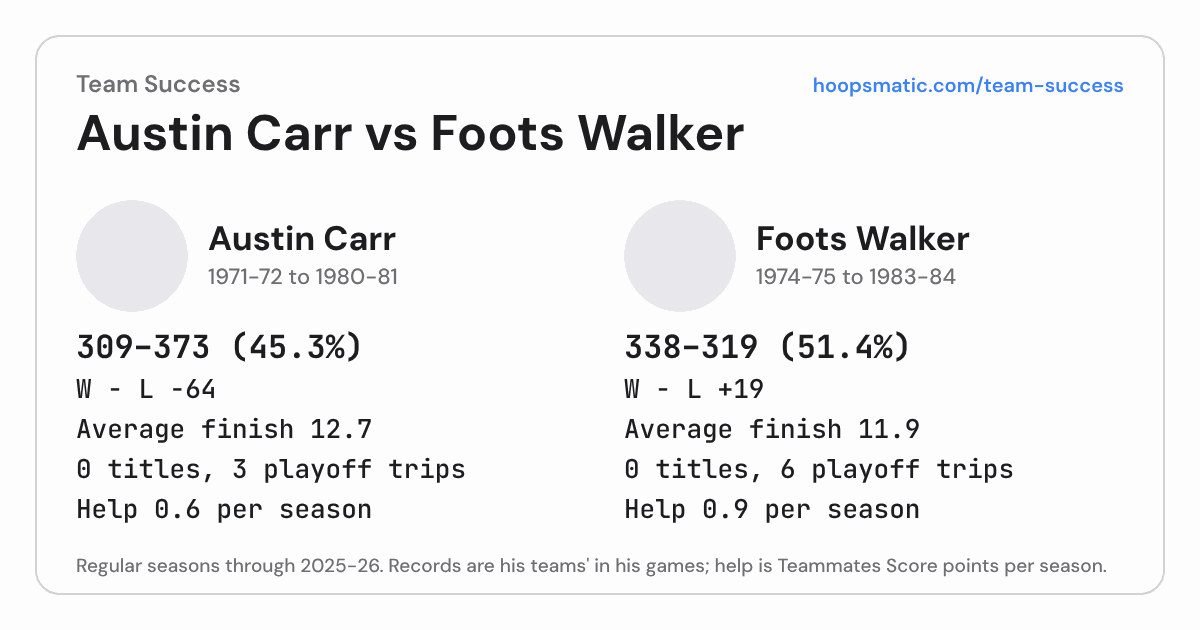 Team Success
hoopsmatic.com/team-success
Austin Carr vs Foots Walker
Austin Carr
1971–72 to 1980–81
309–373 (45.3%)
W - L -64
Average finish 12.7
0 titles, 3 playoff trips
Help 0.6 per season
Foots Walker
1974–75 to 1983–84
338–319 (51.4%)
W - L +19
Average finish 11.9
0 titles, 6 playoff trips
Help 0.9 per season
Regular seasons through 2025–26. Records are his teams' in his games; help is Teammates Score points per season.